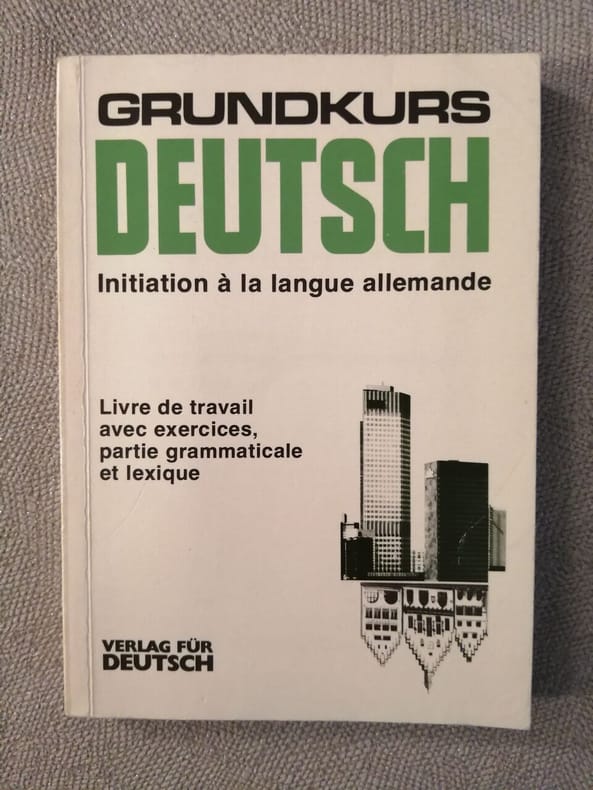 GRUNDKURS
DEUTSCH
Initiation à la langue allemande
Livre de travail
avec exercices,
partie grammaticale
et lexique
VERLAG FÜR
DEUTSCH